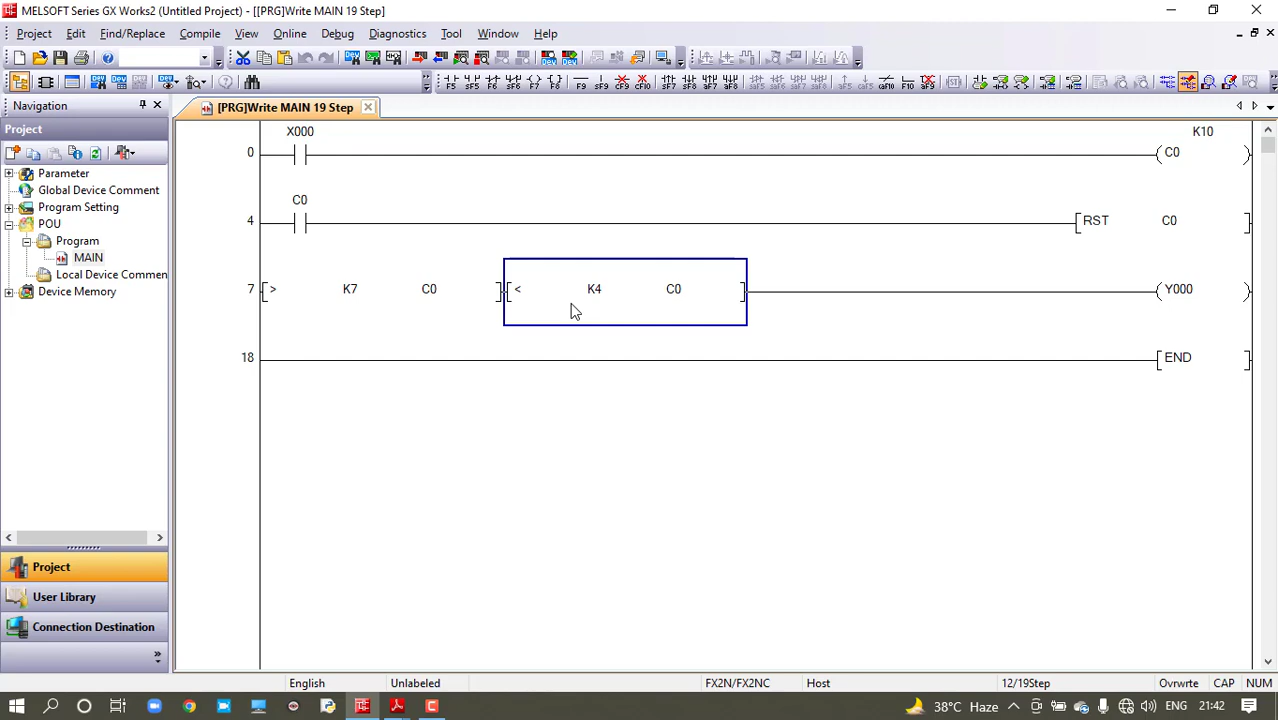 MELSOFT Series GX Works2 (Untitled Project) - [[PRG]Write MAIN 19 Step]
Project Edit Find/Replace Compile View Online Debug Diagnostics Tool Window Help
Navigation
[PRG]Write MAIN 19 Step
Project
Parameter
Global Device Comment
Program Setting
POU
Program
MAIN
Local Device Commen
Device Memory
Project
User Library
Connection Destination
X000 K10
0 C0
C0
4 RST C0
7 > K7 C0 < K4 C0 Y000
18 END
English Unlabeled FX2N/FX2NC Host 12/19Step Ovrwrte CAP NUM
38°C Haze ENG 21:42